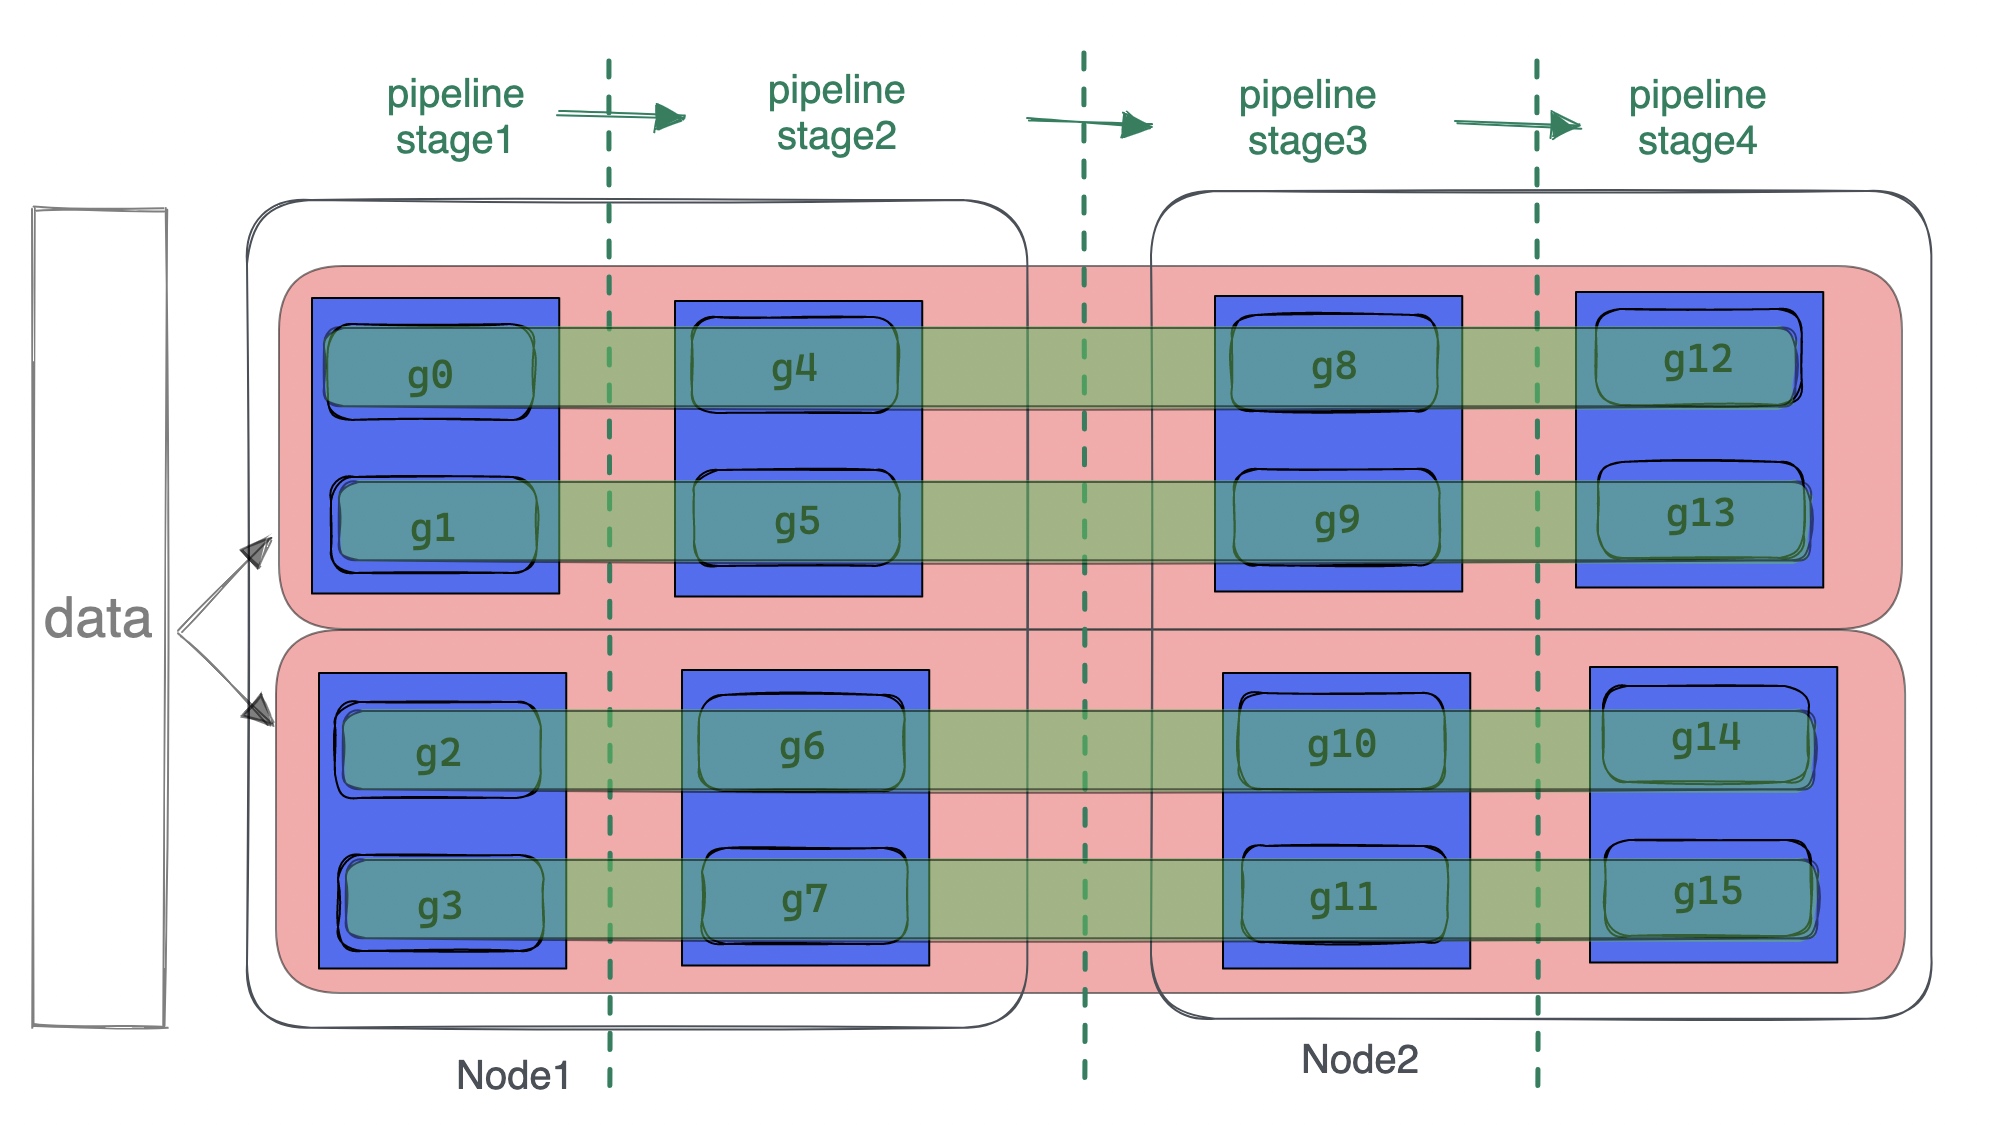 pipeline
stage1
pipeline
stage2
pipeline
stage3
pipeline
stage4
data
g0
g4
g8
g12
g1
g5
g9
g13
g2
g6
g10
g14
g3
g7
g11
g15
Node1
Node2